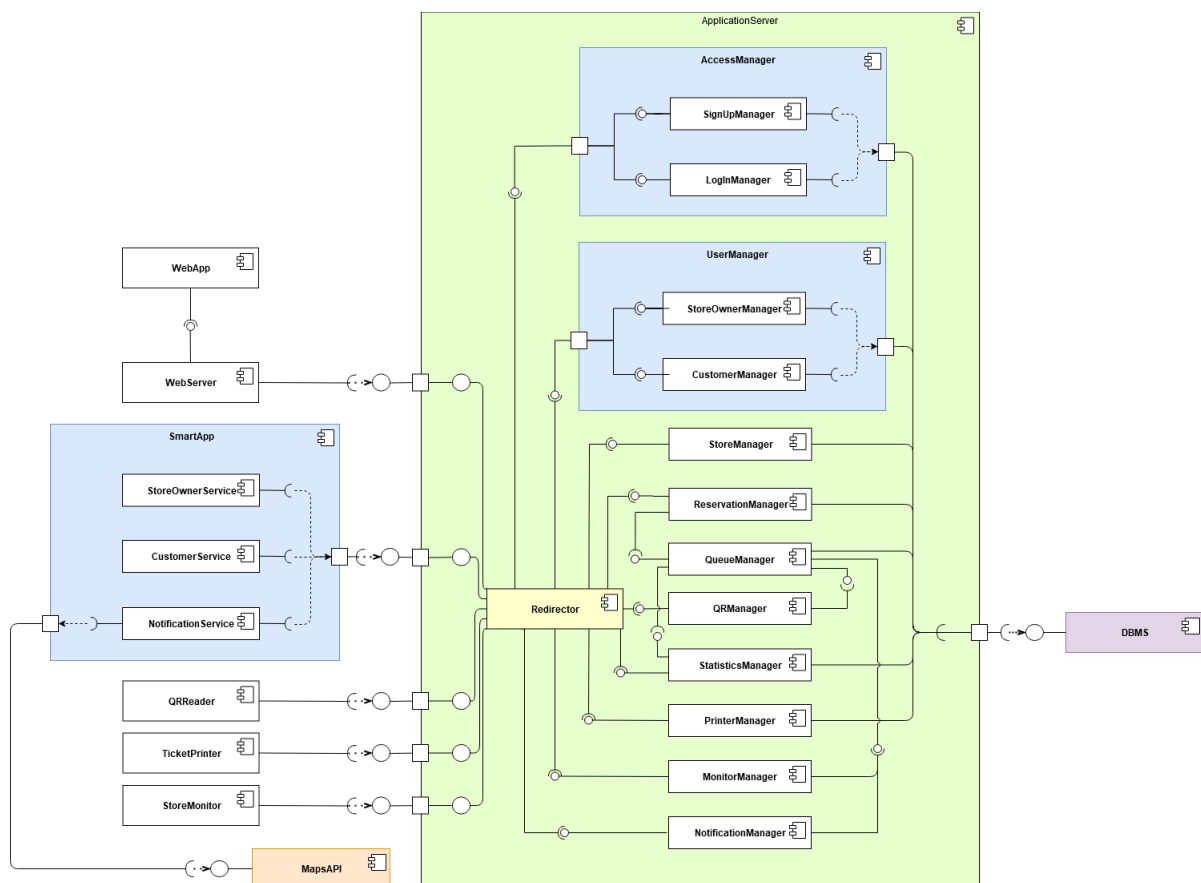 ApplicationServer
AccessManager
SignUpManager
LogInManager
UserManager
StoreOwnerManager
CustomerManager
WebApp
WebServer
SmartApp
StoreOwnerService
CustomerService
NotificationService
QRReader
TicketPrinter
StoreMonitor
MapsAPI
Redirector
StoreManager
ReservationManager
QueueManager
QRManager
StatisticsManager
PrinterManager
MonitorManager
NotificationManager
DBMS